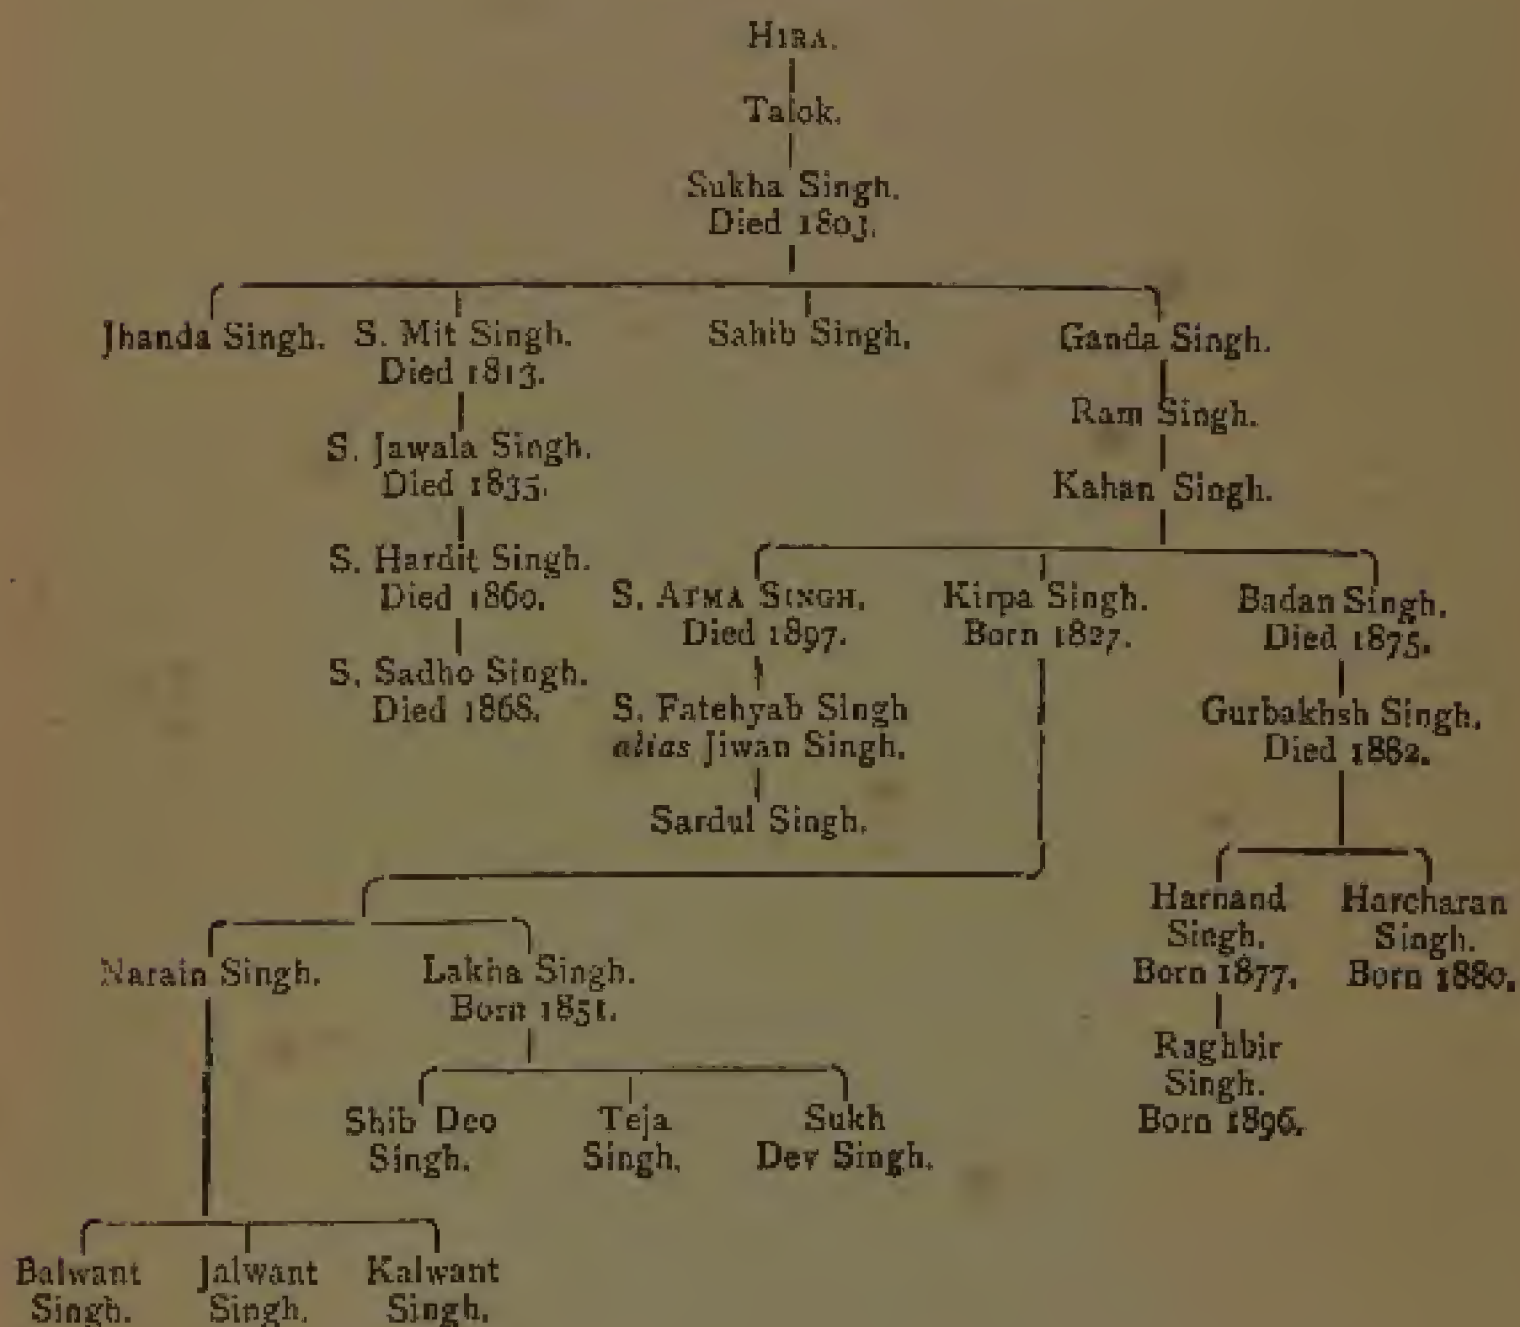 HIRA.
Talok.
Sukha Singh.
Died 1803.
Jhanda Singh. S. Mit Singh. Sahib Singh. Ganda Singh.
Died 1813.
Ram Singh.
S. Jawala Singh.
Died 1835.
Kahan Singh.
S. Hardit Singh.
Died 1860.
S. ATMA SINGH. Kirpa Singh. Badan Singh.
Died 1897. Born 1827. Died 1875.
S. Sadho Singh.
Died 1868.
S. Fatehyab Singh
alias Jiwan Singh.
Gurbakhsh Singh.
Died 1882.
Sardul Singh.
Harnand Harcharan
Singh. Singh.
Born 1877. Born 1880.
Narain Singh. Lakha Singh.
Born 1851.
Raghbir
Singh.
Born 1896.
Shib Deo Teja Sukh
Singh. Singh. Dev Singh.
Balwant Jalwant Kalwant
Singh. Singh. Singh.